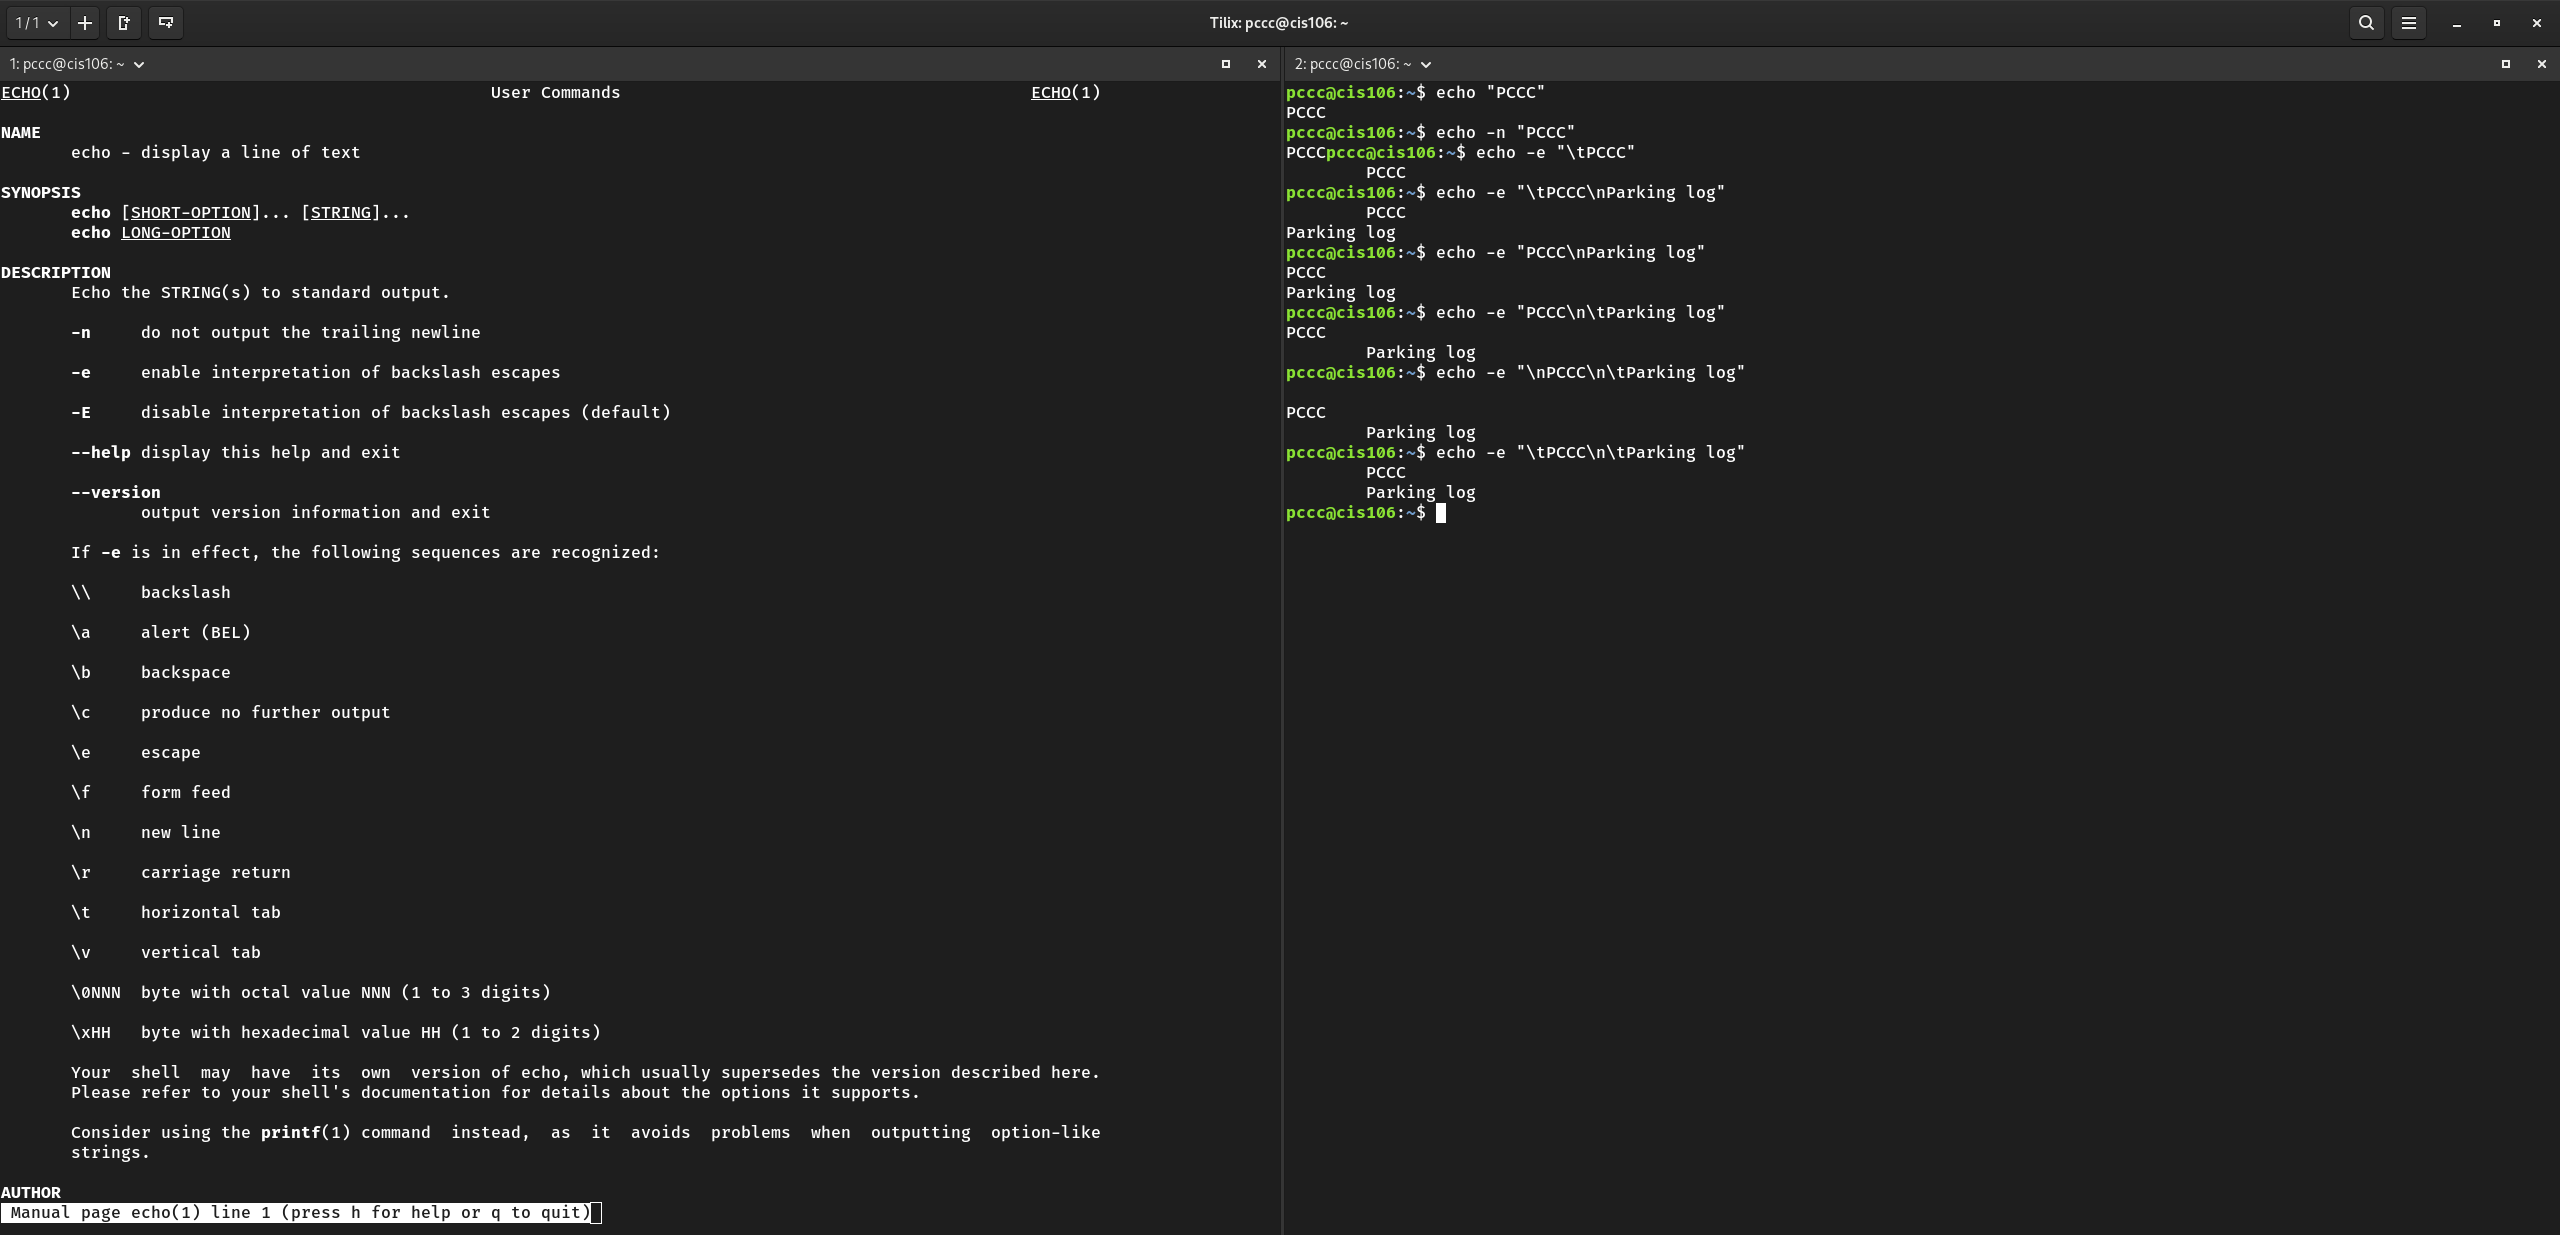 1 / 1
Tilix: pccc@cis106: ~
1: pccc@cis106: ~
ECHO(1)                                          User Commands                                         ECHO(1)
NAME
       echo - display a line of text
SYNOPSIS
       echo [SHORT-OPTION]... [STRING]...
       echo LONG-OPTION
DESCRIPTION
       Echo the STRING(s) to standard output.
       -n     do not output the trailing newline
       -e     enable interpretation of backslash escapes
       -E     disable interpretation of backslash escapes (default)
       --help display this help and exit
       --version
              output version information and exit
       If -e is in effect, the following sequences are recognized:
       \\     backslash
       \a     alert (BEL)
       \b     backspace
       \c     produce no further output
       \e     escape
       \f     form feed
       \n     new line
       \r     carriage return
       \t     horizontal tab
       \v     vertical tab
       \0NNN  byte with octal value NNN (1 to 3 digits)
       \xHH   byte with hexadecimal value HH (1 to 2 digits)
       Your  shell  may  have  its  own  version of echo, which usually supersedes the version described here.
       Please refer to your shell's documentation for details about the options it supports.
       Consider using the printf(1) command  instead,  as  it  avoids  problems  when  outputting  option-like
       strings.
AUTHOR
 Manual page echo(1) line 1 (press h for help or q to quit)
2: pccc@cis106: ~
pccc@cis106:~$ echo "PCCC"
PCCC
pccc@cis106:~$ echo -n "PCCC"
PCCCpccc@cis106:~$ echo -e "\tPCCC"
        PCCC
pccc@cis106:~$ echo -e "\tPCCC\nParking log"
        PCCC
Parking log
pccc@cis106:~$ echo -e "PCCC\nParking log"
PCCC
Parking log
pccc@cis106:~$ echo -e "PCCC\n\tParking log"
PCCC
        Parking log
pccc@cis106:~$ echo -e "\nPCCC\n\tParking log"
PCCC
        Parking log
pccc@cis106:~$ echo -e "\tPCCC\n\tParking log"
        PCCC
        Parking log
pccc@cis106:~$